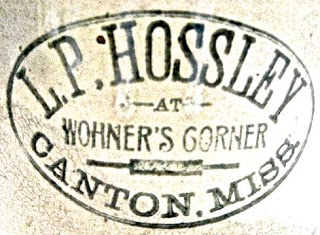 L.P. HOSSLEY
AT
WOHNER'S CORNER
CANTON, MISS.